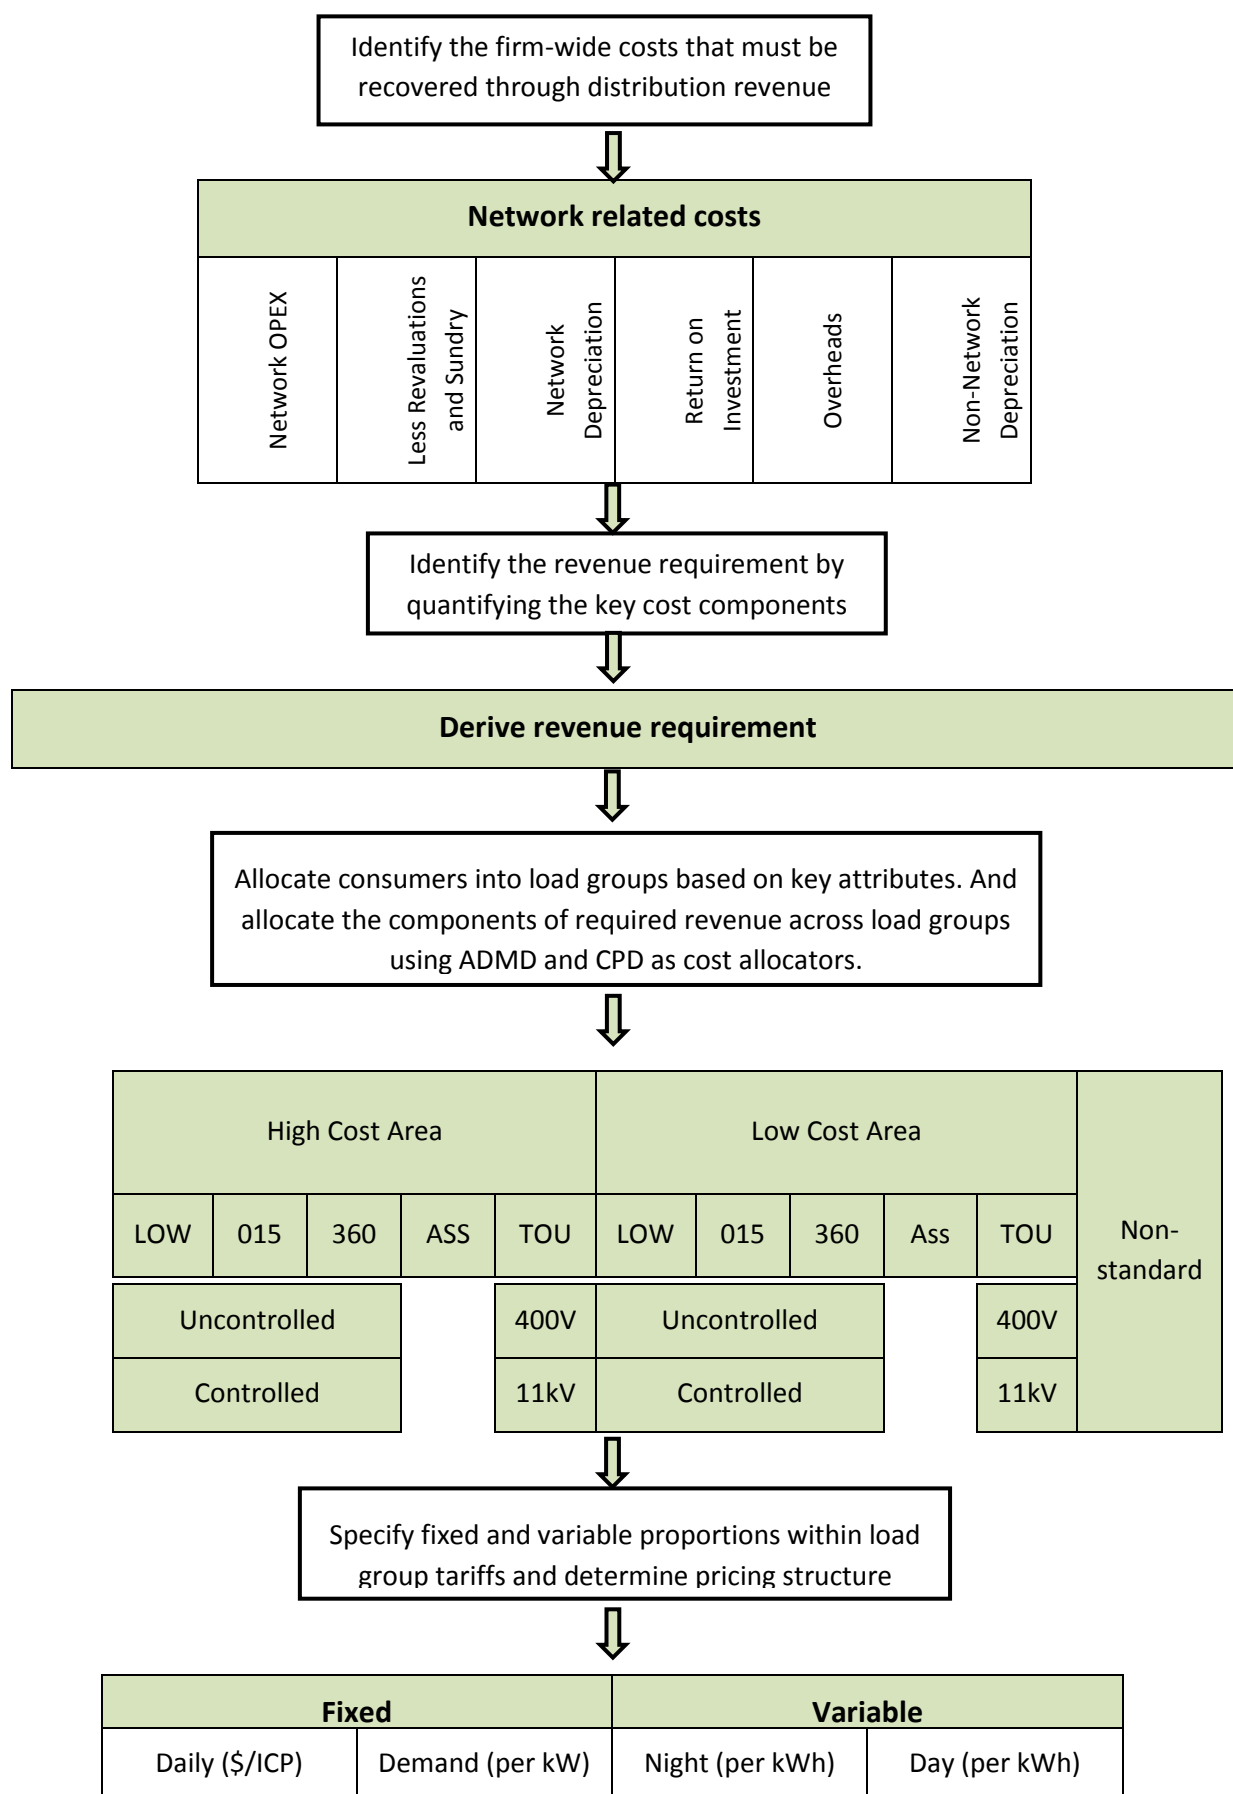 Identify the firm-wide costs that must be
recovered through distribution revenue
Network related costs
Network OPEX
Less Revaluations
and Sundry
Network
Depreciation
Return on
Investment
Overheads
Non-Network
Depreciation
Identify the revenue requirement by
quantifying the key cost components
Derive revenue requirement
Allocate consumers into load groups based on key attributes. And
allocate the components of required revenue across load groups
using ADMD and CPD as cost allocators.
High Cost Area
Low Cost Area
LOW
015
360
ASS
TOU
LOW
015
360
Ass
TOU
Non-
standard
Uncontrolled
400V
Uncontrolled
400V
Controlled
11kV
Controlled
11kV
Specify fixed and variable proportions within load
group tariffs and determine pricing structure
Fixed
Variable
Daily ($/ICP)
Demand (per kW)
Night (per kWh)
Day (per kWh)